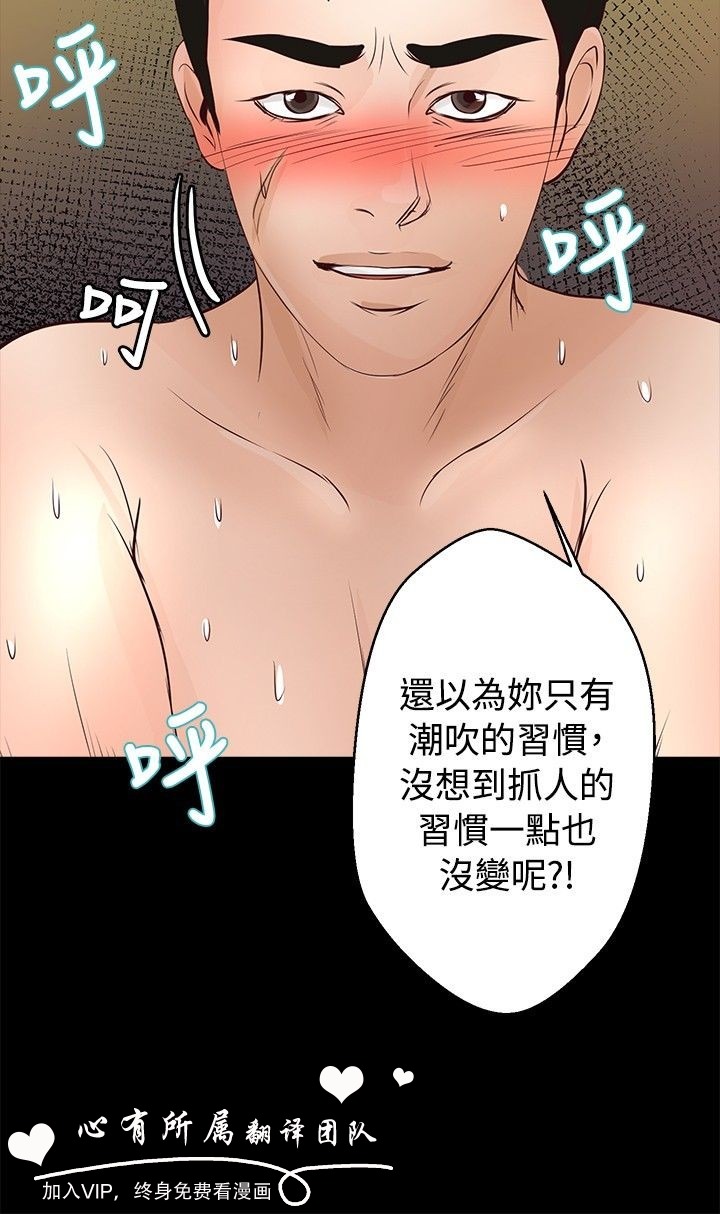 呼
呼
呵
還以為妳只有
潮吹的習慣，
沒想到抓人的
習慣一點也
沒變呢?!
呼
心有所属翻译团队
加入VIP，终身免费看漫画